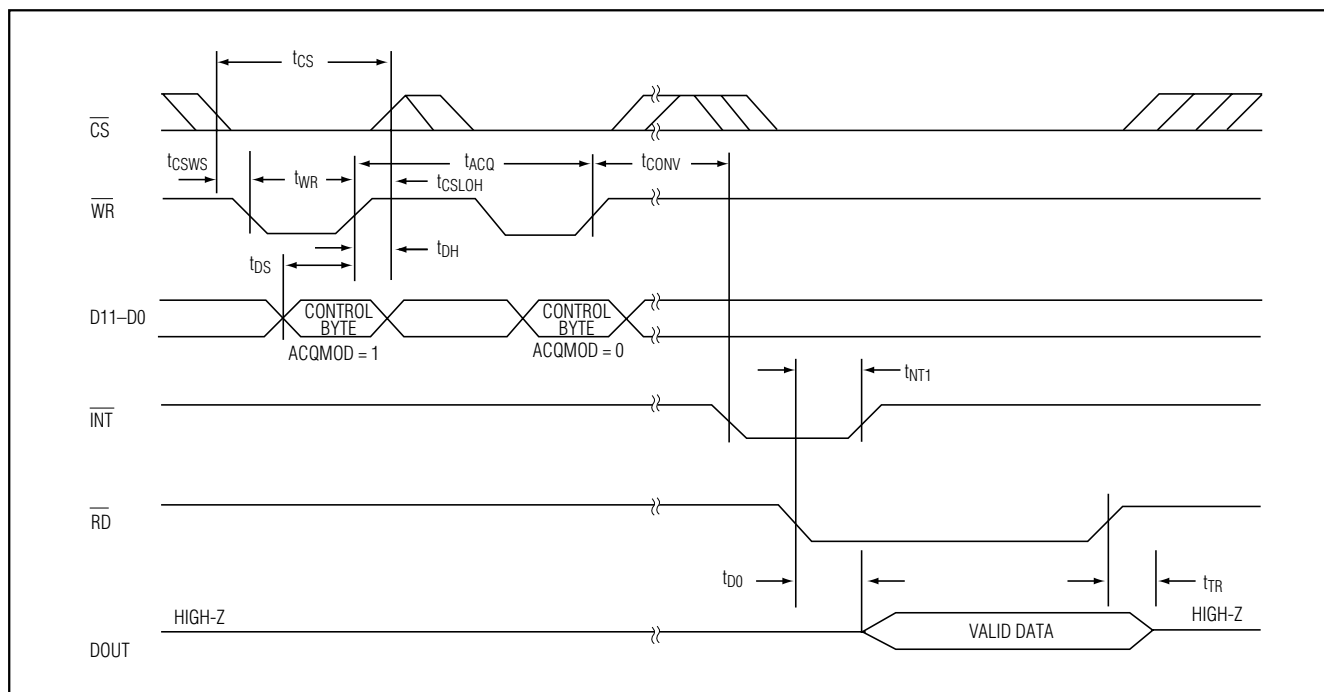 tCS
CS
tCSWS
tWR
tACQ
tCONV
tCSLOH
WR
tDH
tDS
D11–D0
CONTROL
BYTE
CONTROL
BYTE
ACQMOD = 1
ACQMOD = 0
tNT1
INT
RD
tD0
tTR
HIGH-Z
VALID DATA
HIGH-Z
DOUT